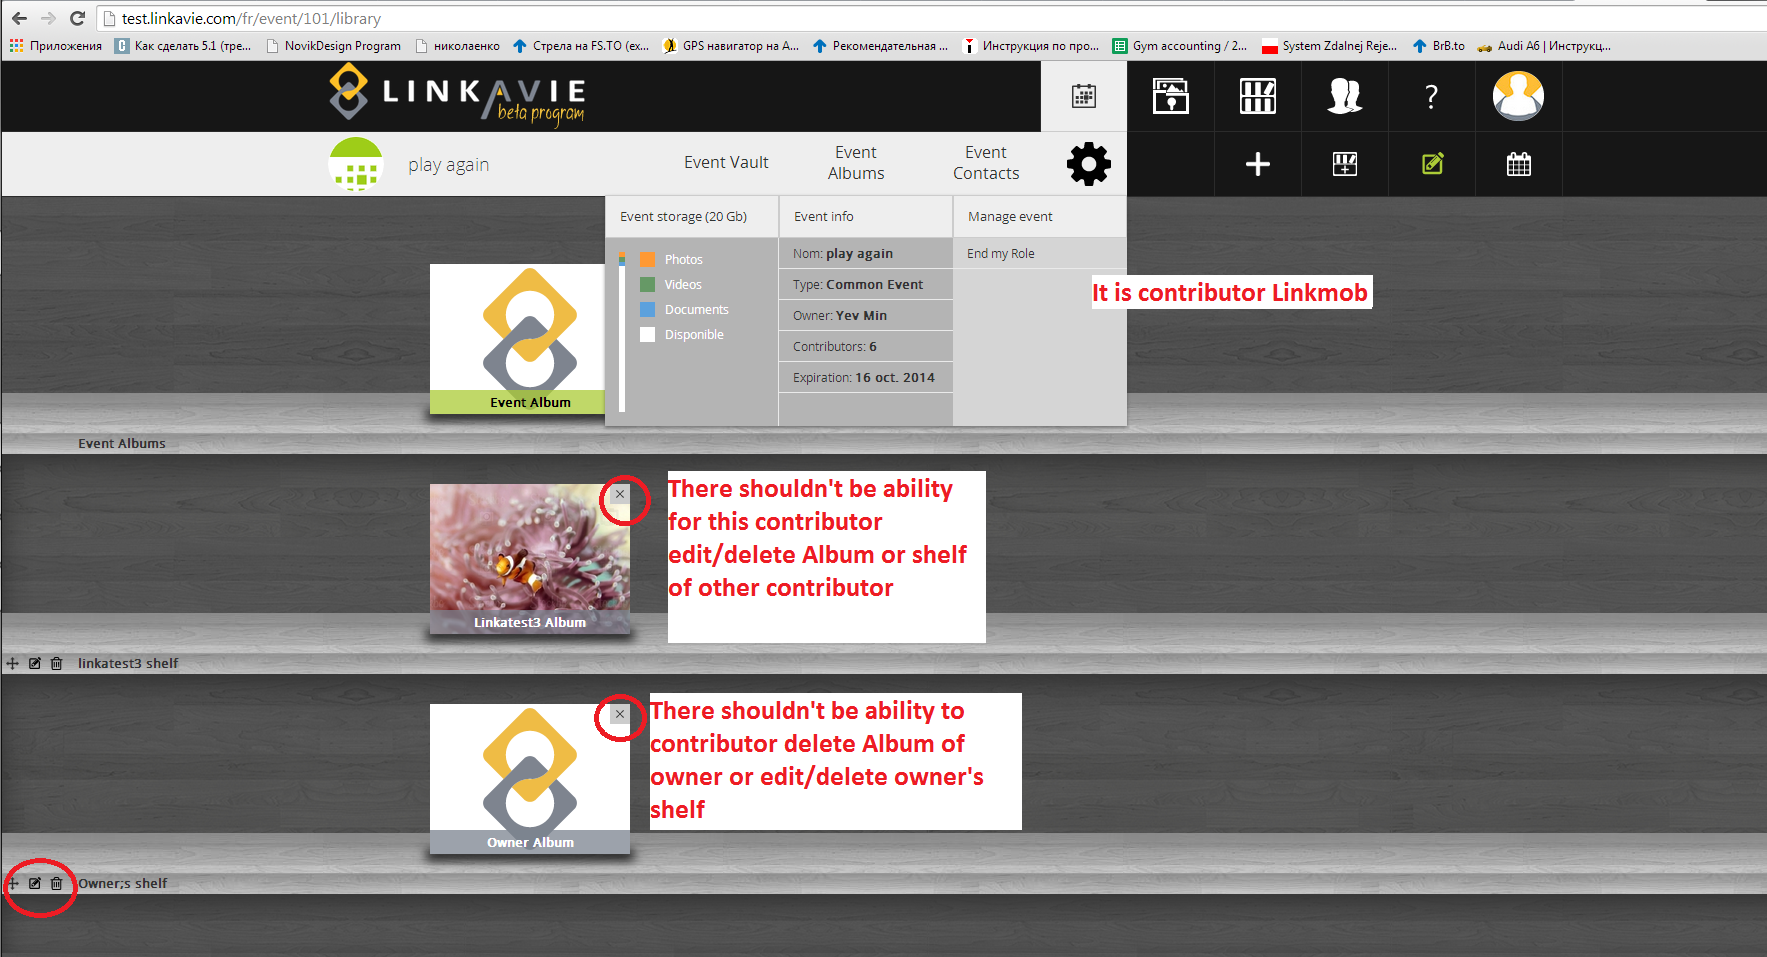 test.linkavie.com/fr/event/101/library
Приложения
Как сделать 5.1 (тре...
NovikDesign Program
николаенко
Стрела на FS.TO (ex...
GPS навигатор на A...
Рекомендательная ...
Инструкция по про...
Gym accounting / 2...
System Zdalnej Reje...
BrB.to
Audi A6 | Инструкц...
LINKAVIE
beta program
?
play again
Event Vault
Event
Albums
Event
Contacts
Event storage (20 Gb)
Event info
Manage event
Photos
Videos
Documents
Disponible
Nom: play again
Type: Common Event
Owner: Yev Min
Contributors: 6
Expiration: 16 oct. 2014
End my Role
It is contributor Linkmob
Event Album
Event Albums
There shouldn't be ability
for this contributor
edit/delete Album or shelf
of other contributor
Linkatest3 Album
linkatest3 shelf
There shouldn't be ability to
contributor delete Album of
owner or edit/delete owner's
shelf
Owner Album
Owner;s shelf